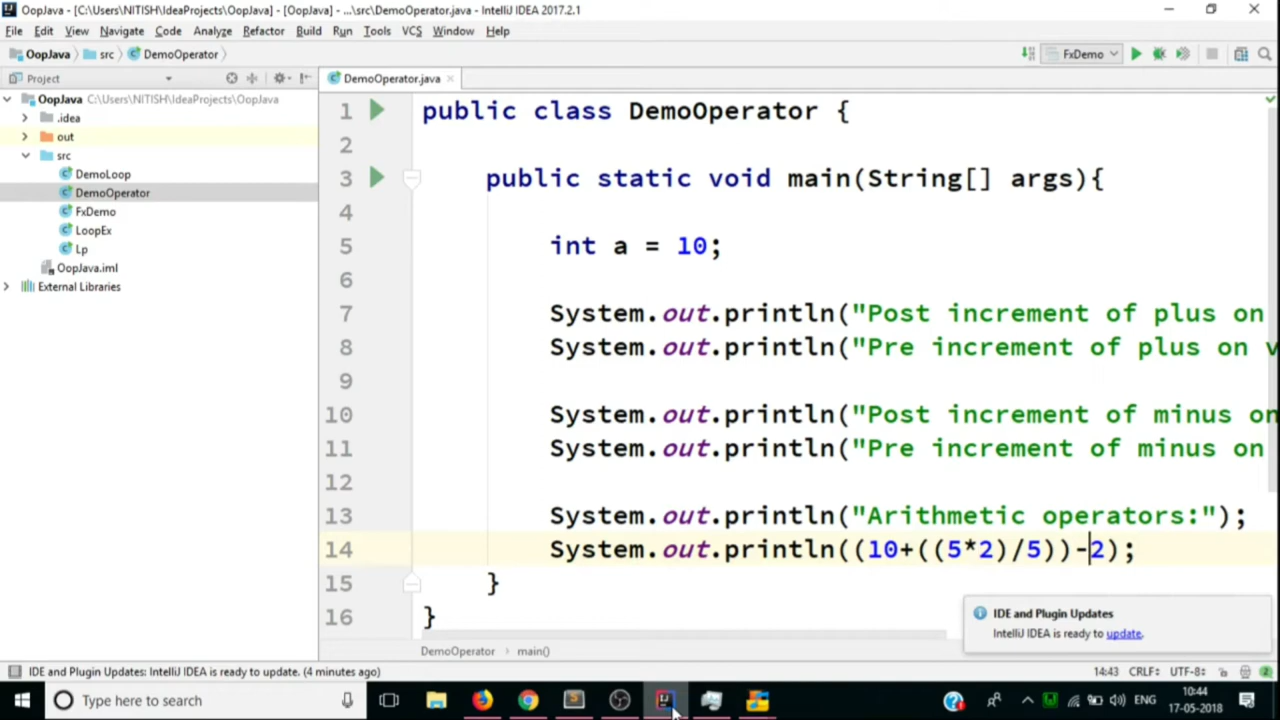 OopJava - [C:\Users\NITISH\IdeaProjects\OopJava] - [OopJava] - ...\src\DemoOperator.java - IntelliJ IDEA 2017.2.1
File Edit View Navigate Code Analyze Refactor Build Run Tools VCS Window Help
OopJava src DemoOperator FxDemo
Project DemoOperator.java
OopJava C:\Users\NITISH\IdeaProjects\OopJava
.idea
out
src
DemoLoop
DemoOperator
FxDemo
LoopEx
Lp
OopJava.iml
External Libraries
1 public class DemoOperator {
2
3 public static void main(String[] args){
4
5 int a = 10;
6
7 System.out.println("Post increment of plus on
8 System.out.println("Pre increment of plus on v
9
10 System.out.println("Post increment of minus on
11 System.out.println("Pre increment of minus on
12
13 System.out.println("Arithmetic operators:");
14 System.out.println((10+((5*2)/5))-2);
15 }
16 }
IDE and Plugin Updates
IntelliJ IDEA is ready to update.
DemoOperator main()
IDE and Plugin Updates: IntelliJ IDEA is ready to update. (4 minutes ago) 14:43 CRLF UTF-8
Type here to search ENG 10:44
17-05-2018